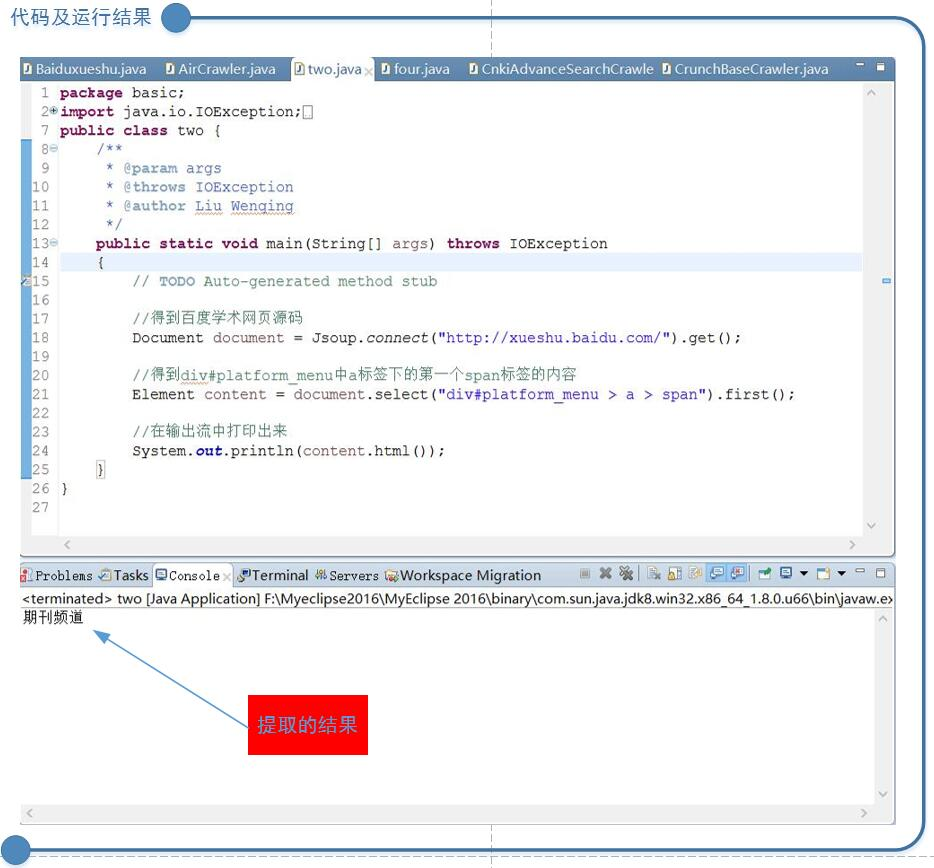 代码及运行结果
Baiduxueshu.java AirCrawler.java two.java four.java CnkiAdvanceSearchCrawle CrunchBaseCrawler.java
1 package basic;
2 import java.io.IOException;
7 public class two {
8 /**
9 * @param args
10 * @throws IOException
11 * @author Liu Wenqing
12 */
13 public static void main(String[] args) throws IOException
14 {
15 // TODO Auto-generated method stub
16
17 //得到百度学术网页源码
18 Document document = Jsoup.connect("http://xueshu.baidu.com/").get();
19
20 //得到div#platform_menu中a标签下的第一个span标签的内容
21 Element content = document.select("div#platform_menu > a > span").first();
22
23 //在输出流中打印出来
24 System.out.println(content.html());
25 }
26 }
27
Problems Tasks Console Terminal Servers Workspace Migration
<terminated> two [Java Application] F:\Myeclipse2016\MyEclipse 2016\binary\com.sun.java.jdk8.win32.x86_64_1.8.0.u66\bin\javaw.ex
期刊频道
提取的结果